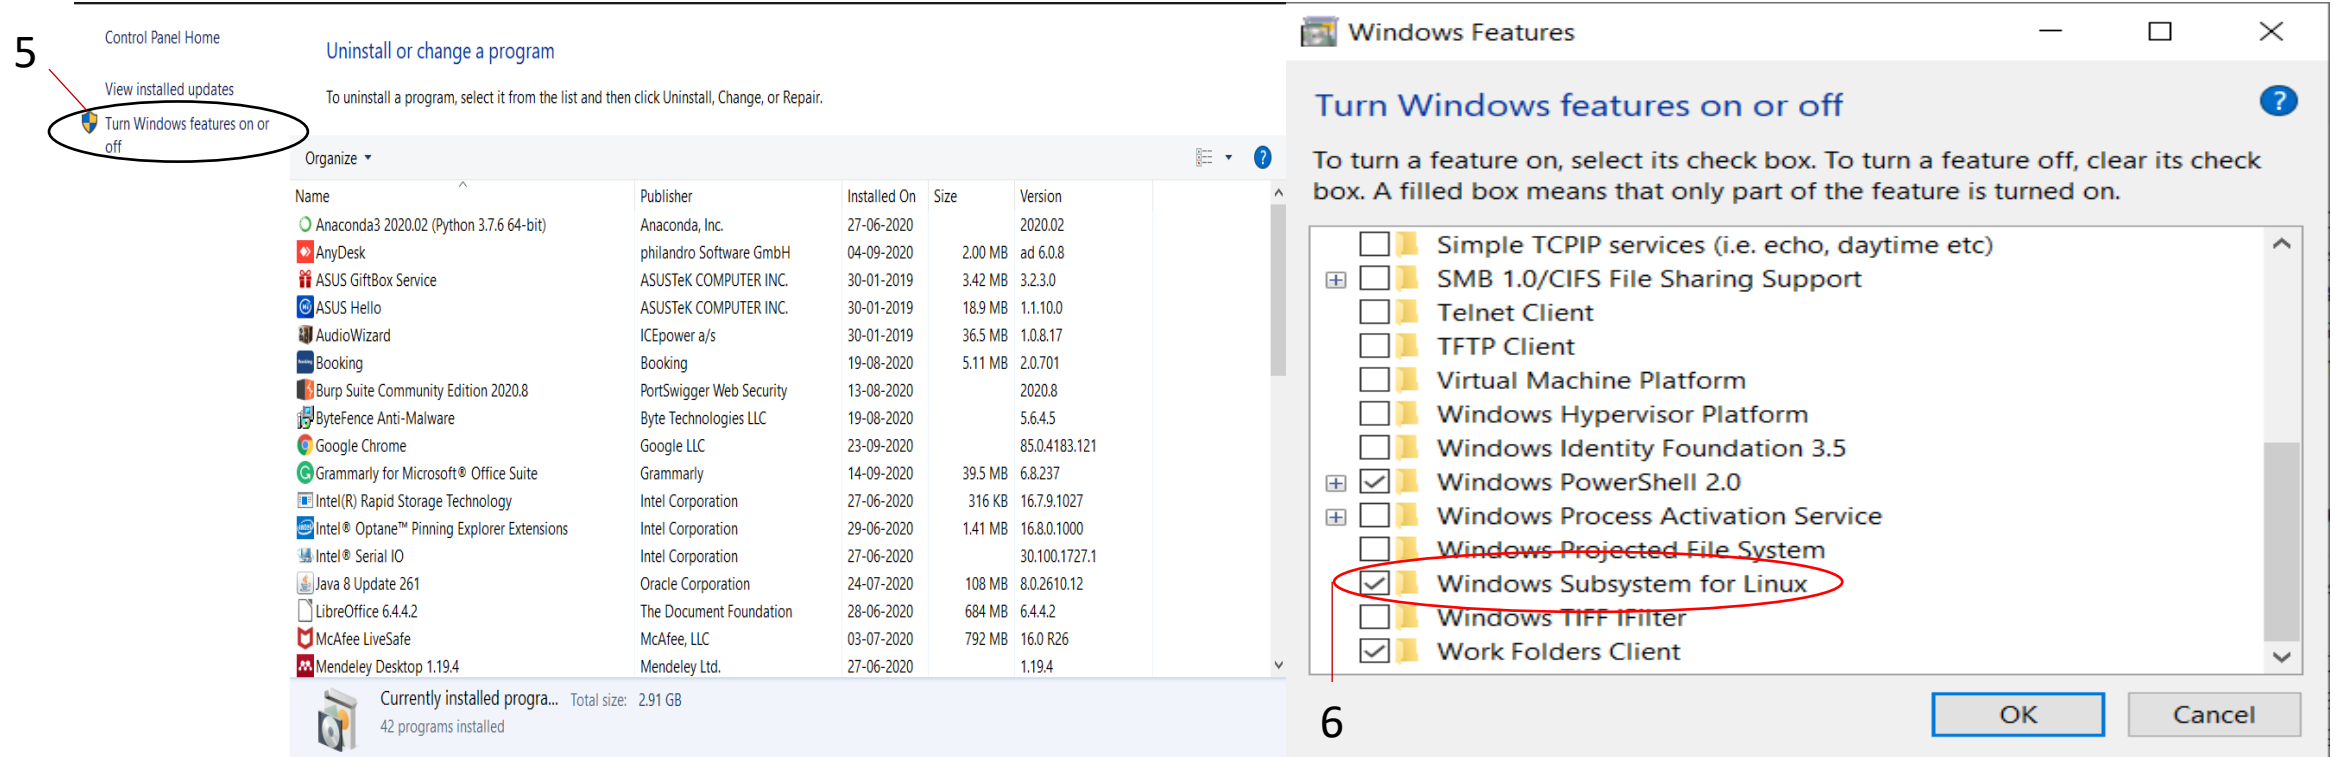 5
Control Panel Home
View installed updates
Turn Windows features on or
off
Uninstall or change a program
To uninstall a program, select it from the list and then click Uninstall, Change, or Repair.
Organize
Name Publisher Installed On Size Version
Anaconda3 2020.02 (Python 3.7.6 64-bit) Anaconda, Inc. 27-06-2020 2020.02
AnyDesk philandro Software GmbH 04-09-2020 2.00 MB ad 6.0.8
ASUS GiftBox Service ASUSTeK COMPUTER INC. 30-01-2019 3.42 MB 3.2.3.0
ASUS Hello ASUSTeK COMPUTER INC. 30-01-2019 18.9 MB 1.1.10.0
AudioWizard ICEpower a/s 30-01-2019 36.5 MB 1.0.8.17
Booking Booking 19-08-2020 5.11 MB 2.0.701
Burp Suite Community Edition 2020.8 PortSwigger Web Security 13-08-2020 2020.8
ByteFence Anti-Malware Byte Technologies LLC 19-08-2020 5.6.4.5
Google Chrome Google LLC 23-09-2020 85.0.4183.121
Grammarly for Microsoft® Office Suite Grammarly 14-09-2020 39.5 MB 6.8.237
Intel(R) Rapid Storage Technology Intel Corporation 27-06-2020 316 KB 16.7.9.1027
Intel® Optane™ Pinning Explorer Extensions Intel Corporation 29-06-2020 1.41 MB 16.8.0.1000
Intel® Serial IO Intel Corporation 27-06-2020 30.100.1727.1
Java 8 Update 261 Oracle Corporation 24-07-2020 108 MB 8.0.2610.12
LibreOffice 6.4.4.2 The Document Foundation 28-06-2020 684 MB 6.4.4.2
McAfee LiveSafe McAfee, LLC 03-07-2020 792 MB 16.0 R26
Mendeley Desktop 1.19.4 Mendeley Ltd. 27-06-2020 1.19.4
Currently installed progra... Total size: 2.91 GB
42 programs installed
Windows Features
Turn Windows features on or off
To turn a feature on, select its check box. To turn a feature off, clear its check
box. A filled box means that only part of the feature is turned on.
Simple TCPIP services (i.e. echo, daytime etc)
SMB 1.0/CIFS File Sharing Support
Telnet Client
TFTP Client
Virtual Machine Platform
Windows Hypervisor Platform
Windows Identity Foundation 3.5
Windows PowerShell 2.0
Windows Process Activation Service
Windows Projected File System
Windows Subsystem for Linux
Windows TIFF IFilter
Work Folders Client
6
OK Cancel